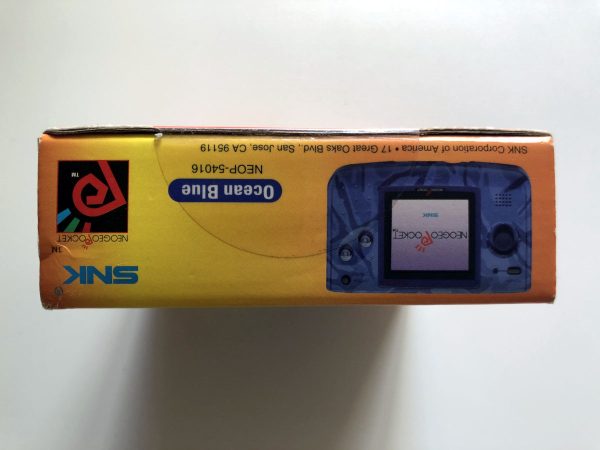 SNK®
NEOGEO POCKET
TM
TM
NEOGEO POCKET
SNK
Ocean Blue
NEOP-54016
SNK Corporation of America • 17 Great Oaks Blvd., San Jose, CA 95119